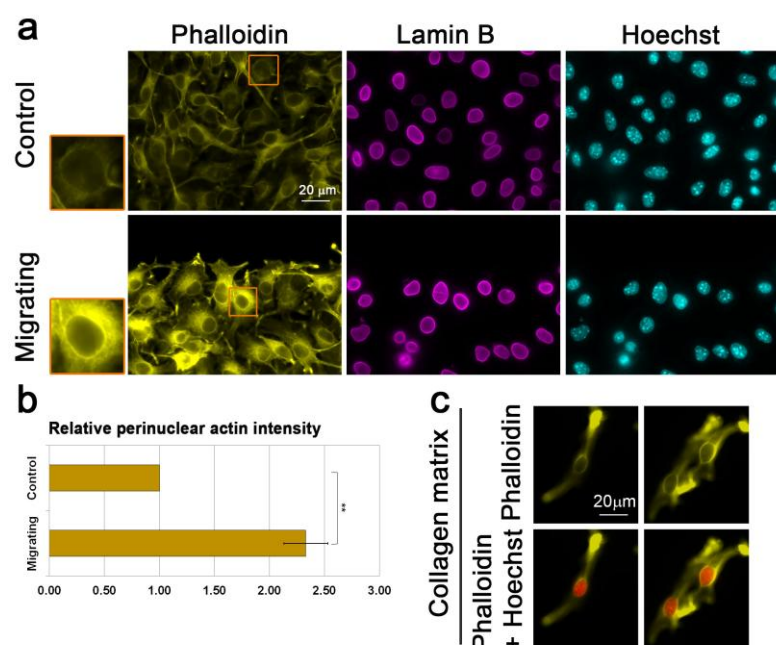 a
Phalloidin
Lamin B
Hoechst
Control
20 µm
Migrating
b
Relative perinuclear actin intensity
Control
Migrating
**
0.00 0.50 1.00 1.50 2.00 2.50 3.00
c
Collagen matrix
Phalloidin
20µm
Phalloidin
+ Hoechst